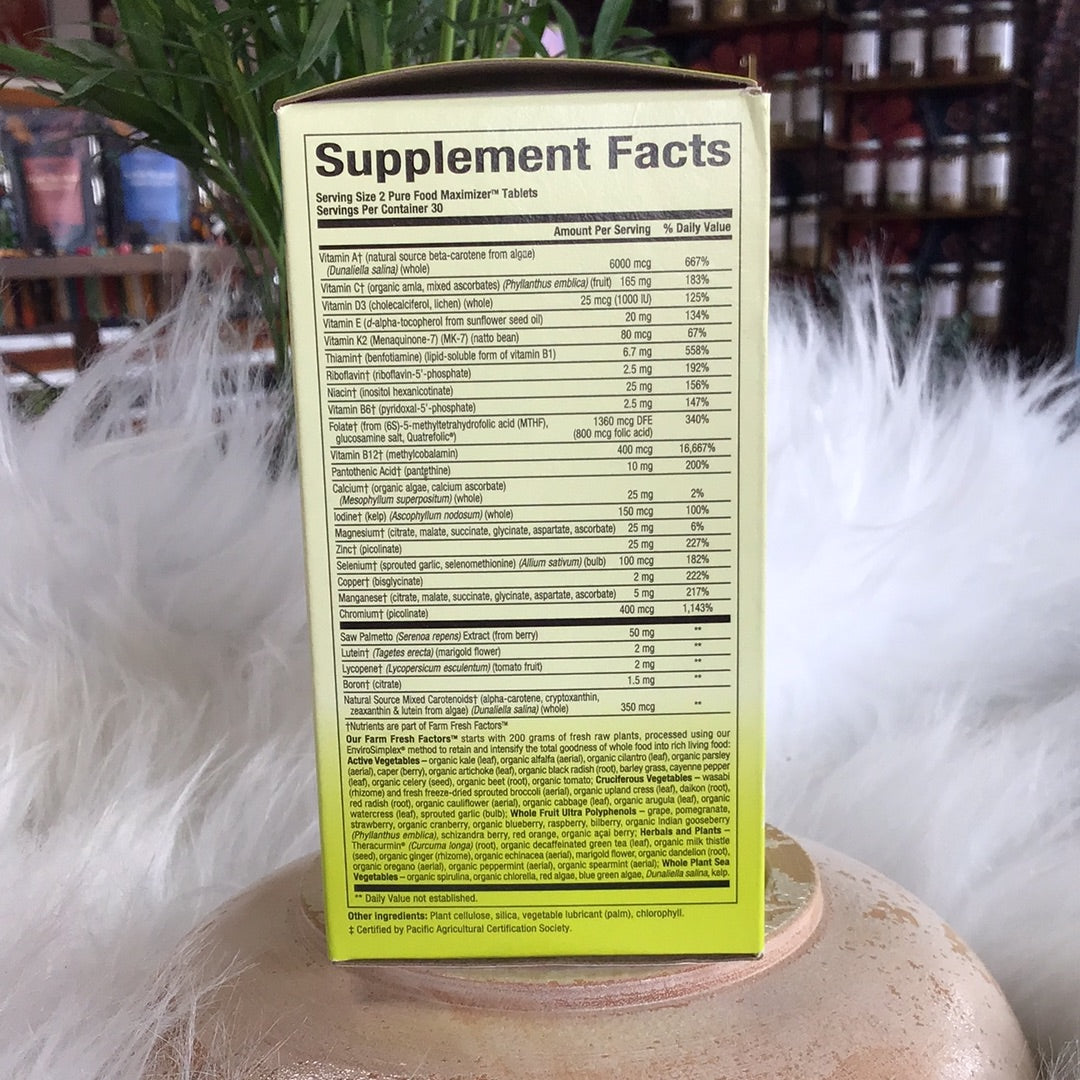 Supplement Facts
Serving Size 2 Pure Food Maximizer™ Tablets
Servings Per Container 30
Amount Per Serving % Daily Value
Vitamin A† (natural source beta-carotene from algae)
(Dunaliella salina) (whole) 6000 mcg 667%
Vitamin C† (organic amla, mixed ascorbates) (Phyllanthus emblica) (fruit) 165 mg 183%
Vitamin D3 (cholecalciferol, lichen) (whole) 25 mcg (1000 IU) 125%
Vitamin E (d-alpha-tocopherol from sunflower seed oil) 20 mg 134%
Vitamin K2 (Menaquinone-7) (MK-7) (natto bean) 80 mcg 67%
Thiamin† (benfotiamine) (lipid-soluble form of vitamin B1) 6.7 mg 558%
Riboflavin† (riboflavin-5'-phosphate) 2.5 mg 192%
Niacin† (inositol hexanicotinate) 25 mg 156%
Vitamin B6† (pyridoxal-5'-phosphate) 2.5 mg 147%
Folate† (from (6S)-5-methyltetrahydrofolic acid (MTHF), 1360 mcg DFE 340%
glucosamine salt, Quatrefolic®) (800 mcg folic acid)
Vitamin B12† (methylcobalamin) 400 mcg 16,667%
Pantothenic Acid† (pantethine) 10 mg 200%
Calcium† (organic algae, calcium ascorbate)
(Mesophyllum superpositum) (whole) 25 mg 2%
Iodine† (kelp) (Ascophyllum nodosum) (whole) 150 mcg 100%
Magnesium† (citrate, malate, succinate, glycinate, aspartate, ascorbate) 25 mg 6%
Zinc† (picolinate) 25 mg 227%
Selenium† (sprouted garlic, selenomethionine) (Allium sativum) (bulb) 100 mcg 182%
Copper† (bisglycinate) 2 mg 222%
Manganese† (citrate, malate, succinate, glycinate, aspartate, ascorbate) 5 mg 217%
Chromium† (picolinate) 400 mcg 1,143%
Saw Palmetto (Serenoa repens) Extract (from berry) 50 mg **
Lutein† (Tagetes erecta) (marigold flower) 2 mg **
Lycopene† (Lycopersicum esculentum) (tomato fruit) 2 mg **
Boron† (citrate) 1.5 mg **
Natural Source Mixed Carotenoids† (alpha-carotene, cryptoxanthin,
zeaxanthin & lutein from algae) (Dunaliella salina) (whole) 350 mcg **
†Nutrients are part of Farm Fresh Factors™
Our Farm Fresh Factors™ starts with 200 grams of fresh raw plants, processed using our
EnviroSimplex® method to retain and intensify the total goodness of whole food into rich living food:
Active Vegetables – organic kale (leaf), organic alfalfa (aerial), organic cilantro (leaf), organic parsley
(aerial), caper (berry), organic artichoke (leaf), organic black radish (root), barley grass, cayenne pepper
(leaf), organic celery (seed), organic beet (root), organic tomato; Cruciferous Vegetables – wasabi
(rhizome) and fresh freeze-dried sprouted broccoli (aerial), organic upland cress (leaf), daikon (root),
red radish (root), organic cauliflower (aerial), organic cabbage (leaf), organic arugula (leaf), organic
watercress (leaf), sprouted garlic (bulb); Whole Fruit Ultra Polyphenols – grape, pomegranate,
strawberry, organic cranberry, organic blueberry, raspberry, bilberry, organic Indian gooseberry
(Phyllanthus emblica), schizandra berry, red orange, organic açai berry; Herbals and Plants –
Theracurmin® (Curcuma longa) (root), organic decaffeinated green tea (leaf), organic milk thistle
(seed), organic ginger (rhizome), organic echinacea (aerial), marigold flower, organic dandelion (root),
organic oregano (aerial), organic peppermint (aerial), organic spearmint (aerial); Whole Plant Sea
Vegetables – organic spirulina, organic chlorella, red algae, blue green algae, Dunaliella salina, kelp.
** Daily Value not established.
Other ingredients: Plant cellulose, silica, vegetable lubricant (palm), chlorophyll.
‡ Certified by Pacific Agricultural Certification Society.